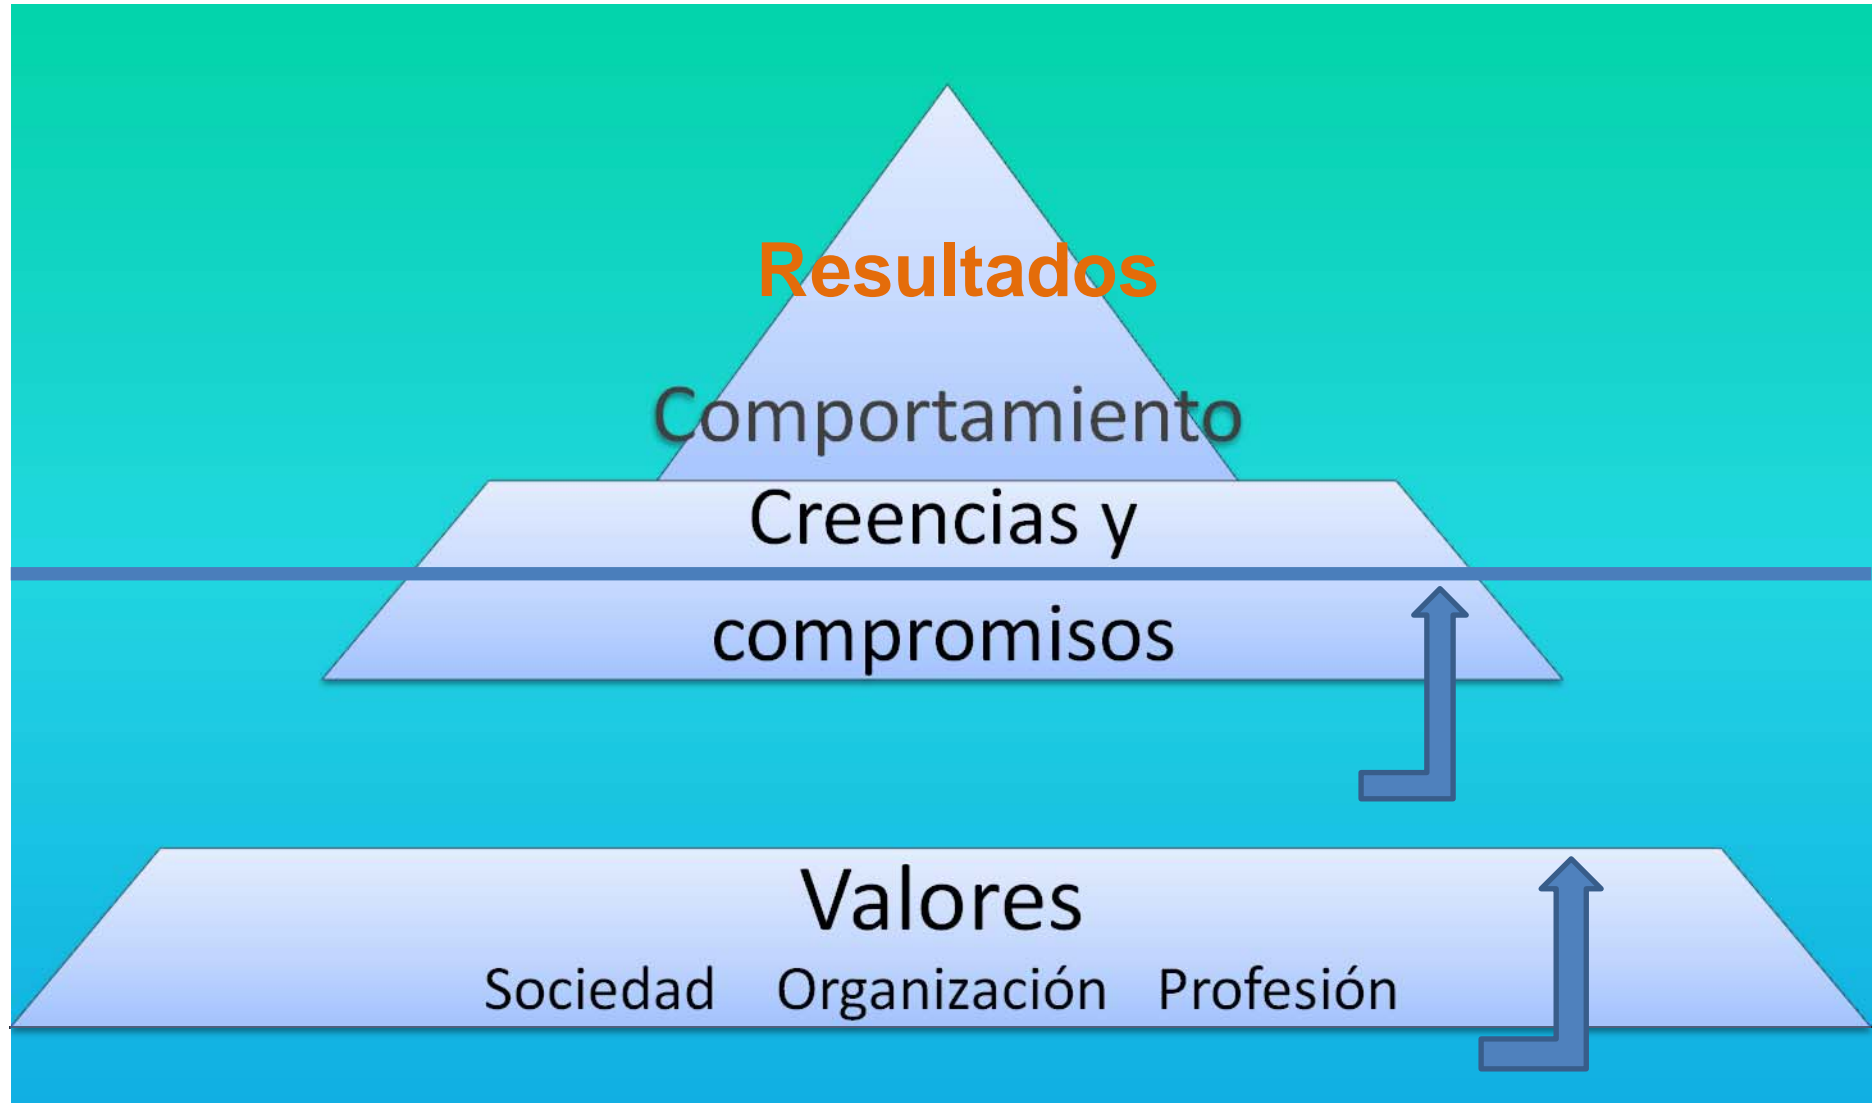 Resultados
Comportamiento
Creencias y
compromisos
Valores
Sociedad Organización Profesión